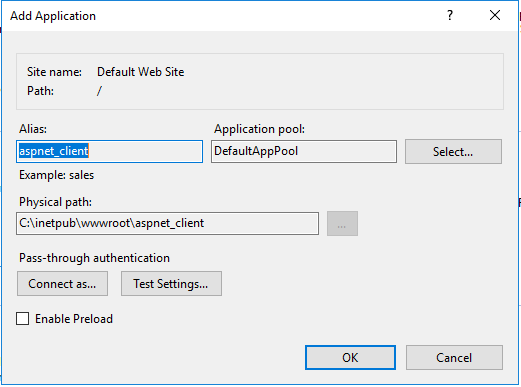 Add Application
?
Site name: Default Web Site
Path: /
Alias: Application pool:
aspnet_client DefaultAppPool Select...
Example: sales
Physical path:
C:\inetpub\wwwroot\aspnet_client ...
Pass-through authentication
Connect as... Test Settings...
Enable Preload
OK Cancel